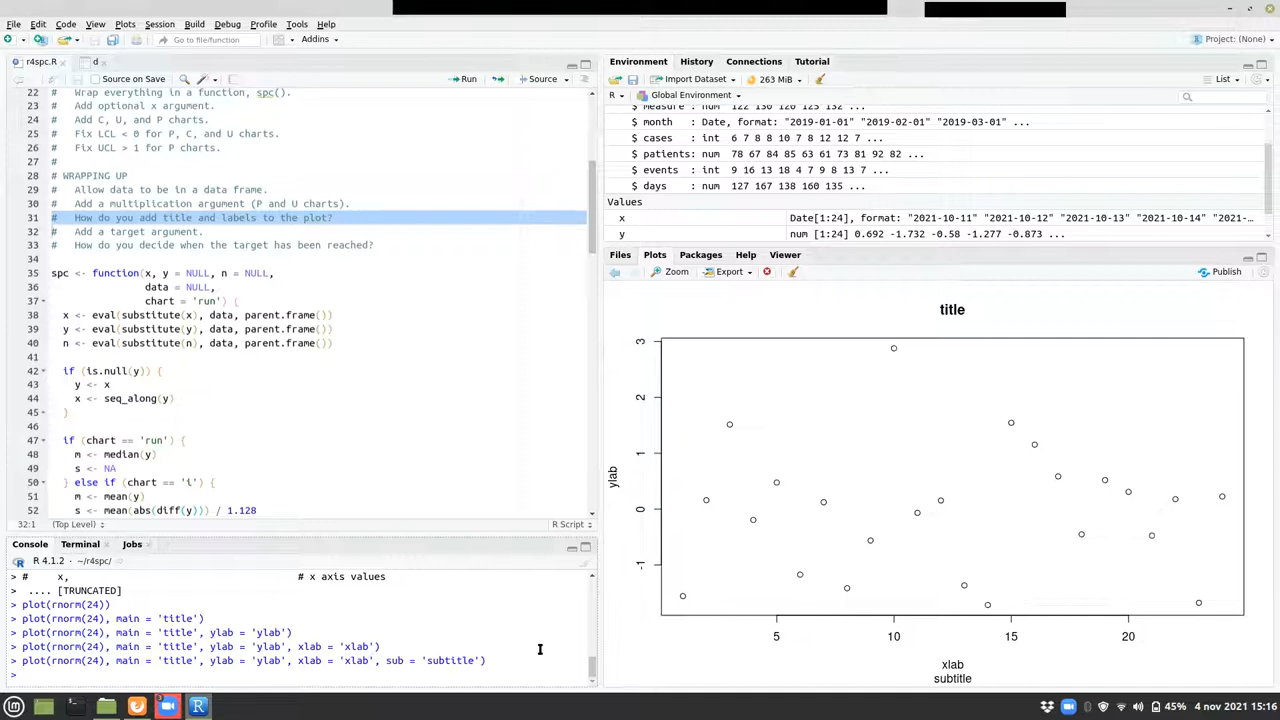 File Edit Code View Plots Session Build Debug Profile Tools Help
Go to file/function Addins Project: (None)
r4spc.R d
Source on Save Run Source
22 # Wrap everything in a function, spc().
23 # Add optional x argument.
24 # Add C, U, and P charts.
25 # Fix LCL < 0 for P, C, and U charts.
26 # Fix UCL > 1 for P charts.
27 #
28 # WRAPPING UP
29 # Allow data to be in a data frame.
30 # Add a multiplication argument (P and U charts).
31 # How do you add title and labels to the plot?
32 # Add a target argument.
33 # How do you decide when the target has been reached?
34
35 spc <- function(x, y = NULL, n = NULL,
36 data = NULL,
37 chart = 'run') {
38 x <- eval(substitute(x), data, parent.frame())
39 y <- eval(substitute(y), data, parent.frame())
40 n <- eval(substitute(n), data, parent.frame())
41
42 if (is.null(y)) {
43 y <- x
44 x <- seq_along(y)
45 }
46
47 if (chart == 'run') {
48 m <- median(y)
49 s <- NA
50 } else if (chart == 'i') {
51 m <- mean(y)
52 s <- mean(abs(diff(y))) / 1.128
32:1 (Top Level) R Script
Console Terminal Jobs
R 4.1.2 · ~/r4spc/
> # x, # x axis values
> .... [TRUNCATED]
> plot(rnorm(24))
> plot(rnorm(24), main = 'title')
> plot(rnorm(24), main = 'title', ylab = 'ylab')
> plot(rnorm(24), main = 'title', ylab = 'ylab', xlab = 'xlab')
> plot(rnorm(24), main = 'title', ylab = 'ylab', xlab = 'xlab', sub = 'subtitle')
>
Environment History Connections Tutorial
Import Dataset 263 MiB List
R Global Environment
$ measure : num 122 130 120 125 132 ...
$ month : Date, format: "2019-01-01" "2019-02-01" "2019-03-01" ...
$ cases : int 6 7 8 8 10 7 8 12 12 7 ...
$ patients: num 78 67 84 85 63 61 73 81 92 82 ...
$ events : int 9 16 13 18 4 7 9 8 13 7 ...
$ days : num 127 167 138 160 135 ...
Values
x Date[1:24], format: "2021-10-11" "2021-10-12" "2021-10-13" "2021-10-14" "2021-...
y num [1:24] 0.692 -1.732 -0.58 -1.277 -0.873 ...
Files Plots Packages Help Viewer
Zoom Export Publish
title
3
2
1
0
-1
ylab
5 10 15 20
xlab
subtitle
45% 4 nov 2021 15:16